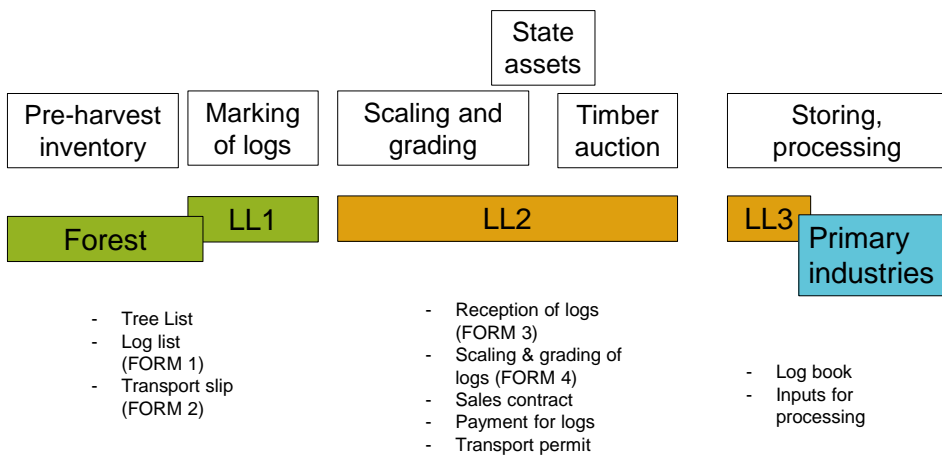 State
assets
Pre-harvest
inventory
Marking
of logs
Scaling and
grading
Timber
auction
Storing,
processing
Forest
LL1
LL2
LL3
Primary
industries
- Tree List
- Log list
(FORM 1)
- Transport slip
(FORM 2)
- Reception of logs
(FORM 3)
- Scaling & grading of
logs (FORM 4)
- Sales contract
- Payment for logs
- Transport permit
- Log book
- Inputs for
processing